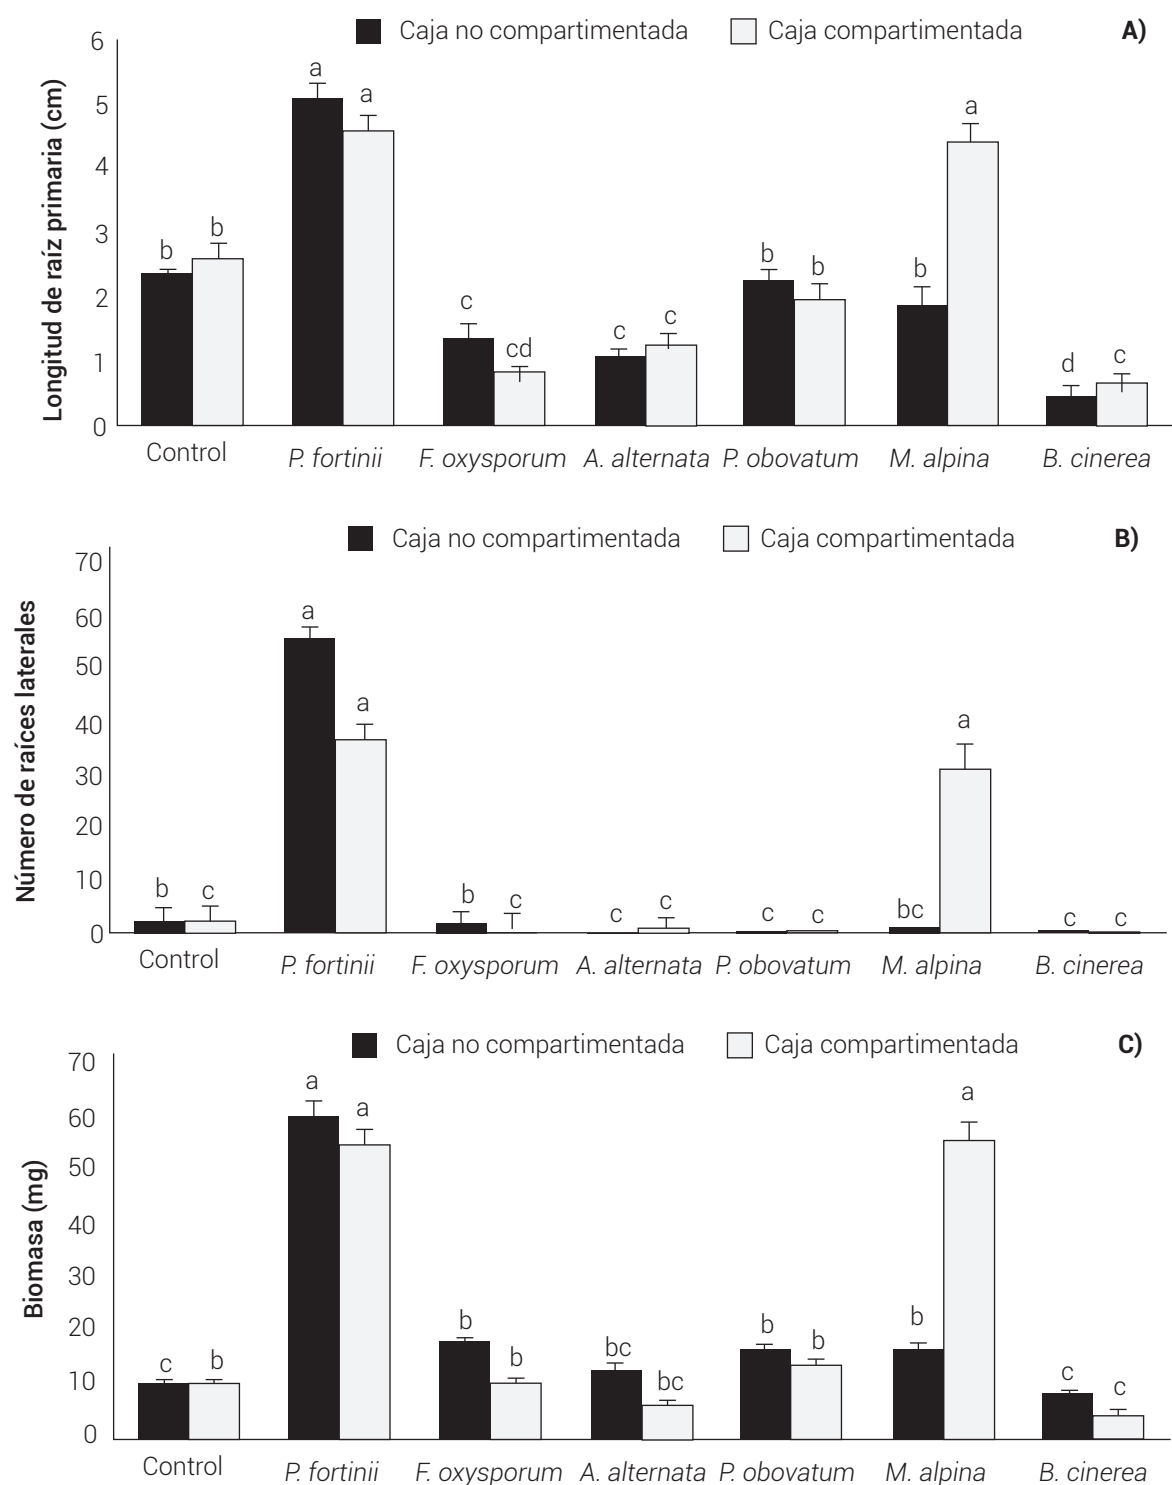 Caja no compartimentada Caja compartimentada A)
Longitud de raíz primaria (cm)
6
5
4
3
2
1
0
b b a a c cd c c b b b a d c
Control P. fortinii F. oxysporum A. alternata P. obovatum M. alpina B. cinerea
Caja no compartimentada Caja compartimentada B)
Número de raíces laterales
70
60
50
40
30
20
10
0
b c a a b c c c c c bc a c c
Control P. fortinii F. oxysporum A. alternata P. obovatum M. alpina B. cinerea
Caja no compartimentada Caja compartimentada C)
Biomasa (mg)
70
60
50
40
30
20
10
0
c b a a b b bc bc b b b a c c
Control P. fortinii F. oxysporum A. alternata P. obovatum M. alpina B. cinerea